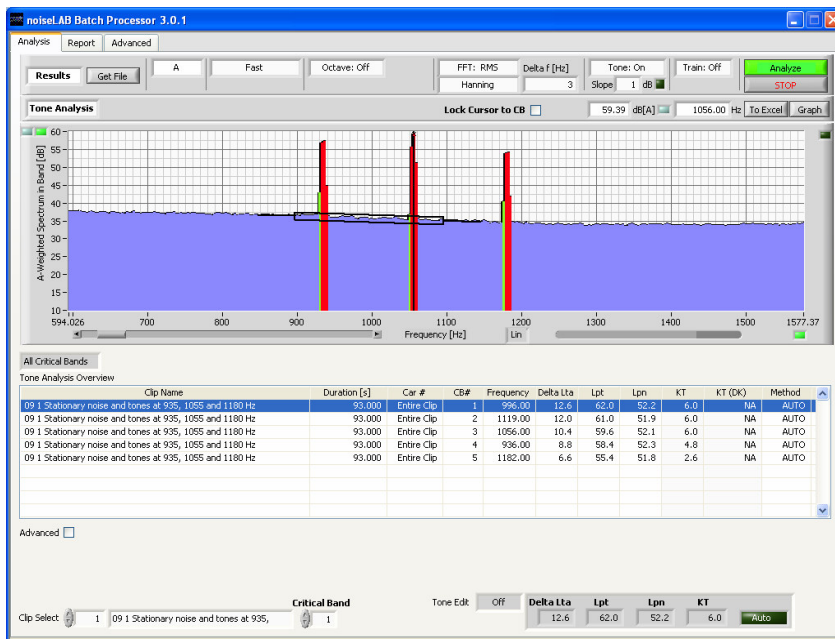 noiseLAB Batch Processor 3.0.1
Analysis Report Advanced
Results Get File A Fast Octave: Off FFT: RMS Delta f [Hz] Tone: On Train: Off Analyze
Hanning 3 Slope 1 dB STOP
Tone Analysis Lock Cursor to CB 59.39 dB[A] 1056.00 Hz To Excel Graph
A-Weighted Spectrum in Band [dB]
60
55
50
45
40
35
30
25
20
15
10
594.026 700 800 900 1000 1100 1200 1300 1400 1500 1577.37
Frequency [Hz] Lin
All Critical Bands
Tone Analysis Overview
Clip Name Duration [s] Car # CB# Frequency Delta Lta Lpt Lpn KT KT (DK) Method
09 1 Stationary noise and tones at 935, 1055 and 1180 Hz 93.000 Entire Clip 1 996.00 12.6 62.0 52.2 6.0 NA AUTO
09 1 Stationary noise and tones at 935, 1055 and 1180 Hz 93.000 Entire Clip 2 1119.00 12.0 61.0 51.9 6.0 NA AUTO
09 1 Stationary noise and tones at 935, 1055 and 1180 Hz 93.000 Entire Clip 3 1056.00 10.4 59.6 52.1 6.0 NA AUTO
09 1 Stationary noise and tones at 935, 1055 and 1180 Hz 93.000 Entire Clip 4 936.00 8.8 58.4 52.3 4.8 NA AUTO
09 1 Stationary noise and tones at 935, 1055 and 1180 Hz 93.000 Entire Clip 5 1182.00 6.6 55.4 51.8 2.6 NA AUTO
Advanced
Critical Band Tone Edit Off Delta Lta Lpt Lpn KT
Clip Select 1 09 1 Stationary noise and tones at 935, 1 12.6 62.0 52.2 6.0 Auto